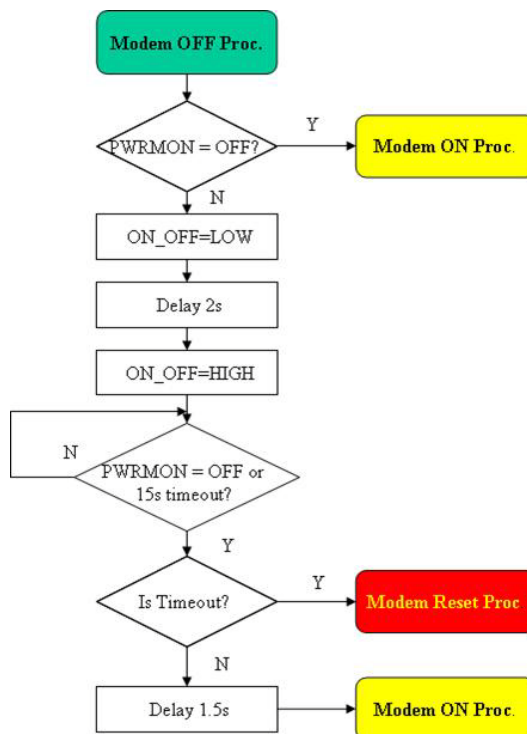 Modem OFF Proc.
PWRMON = OFF?
Y
Modem ON Proc.
N
ON_OFF=LOW
Delay 2s
ON_OFF=HIGH
N
PWRMON = OFF or
15s timeout?
Y
Is Timeout?
Y
Modem Reset Proc
N
Delay 1.5s
Modem ON Proc.